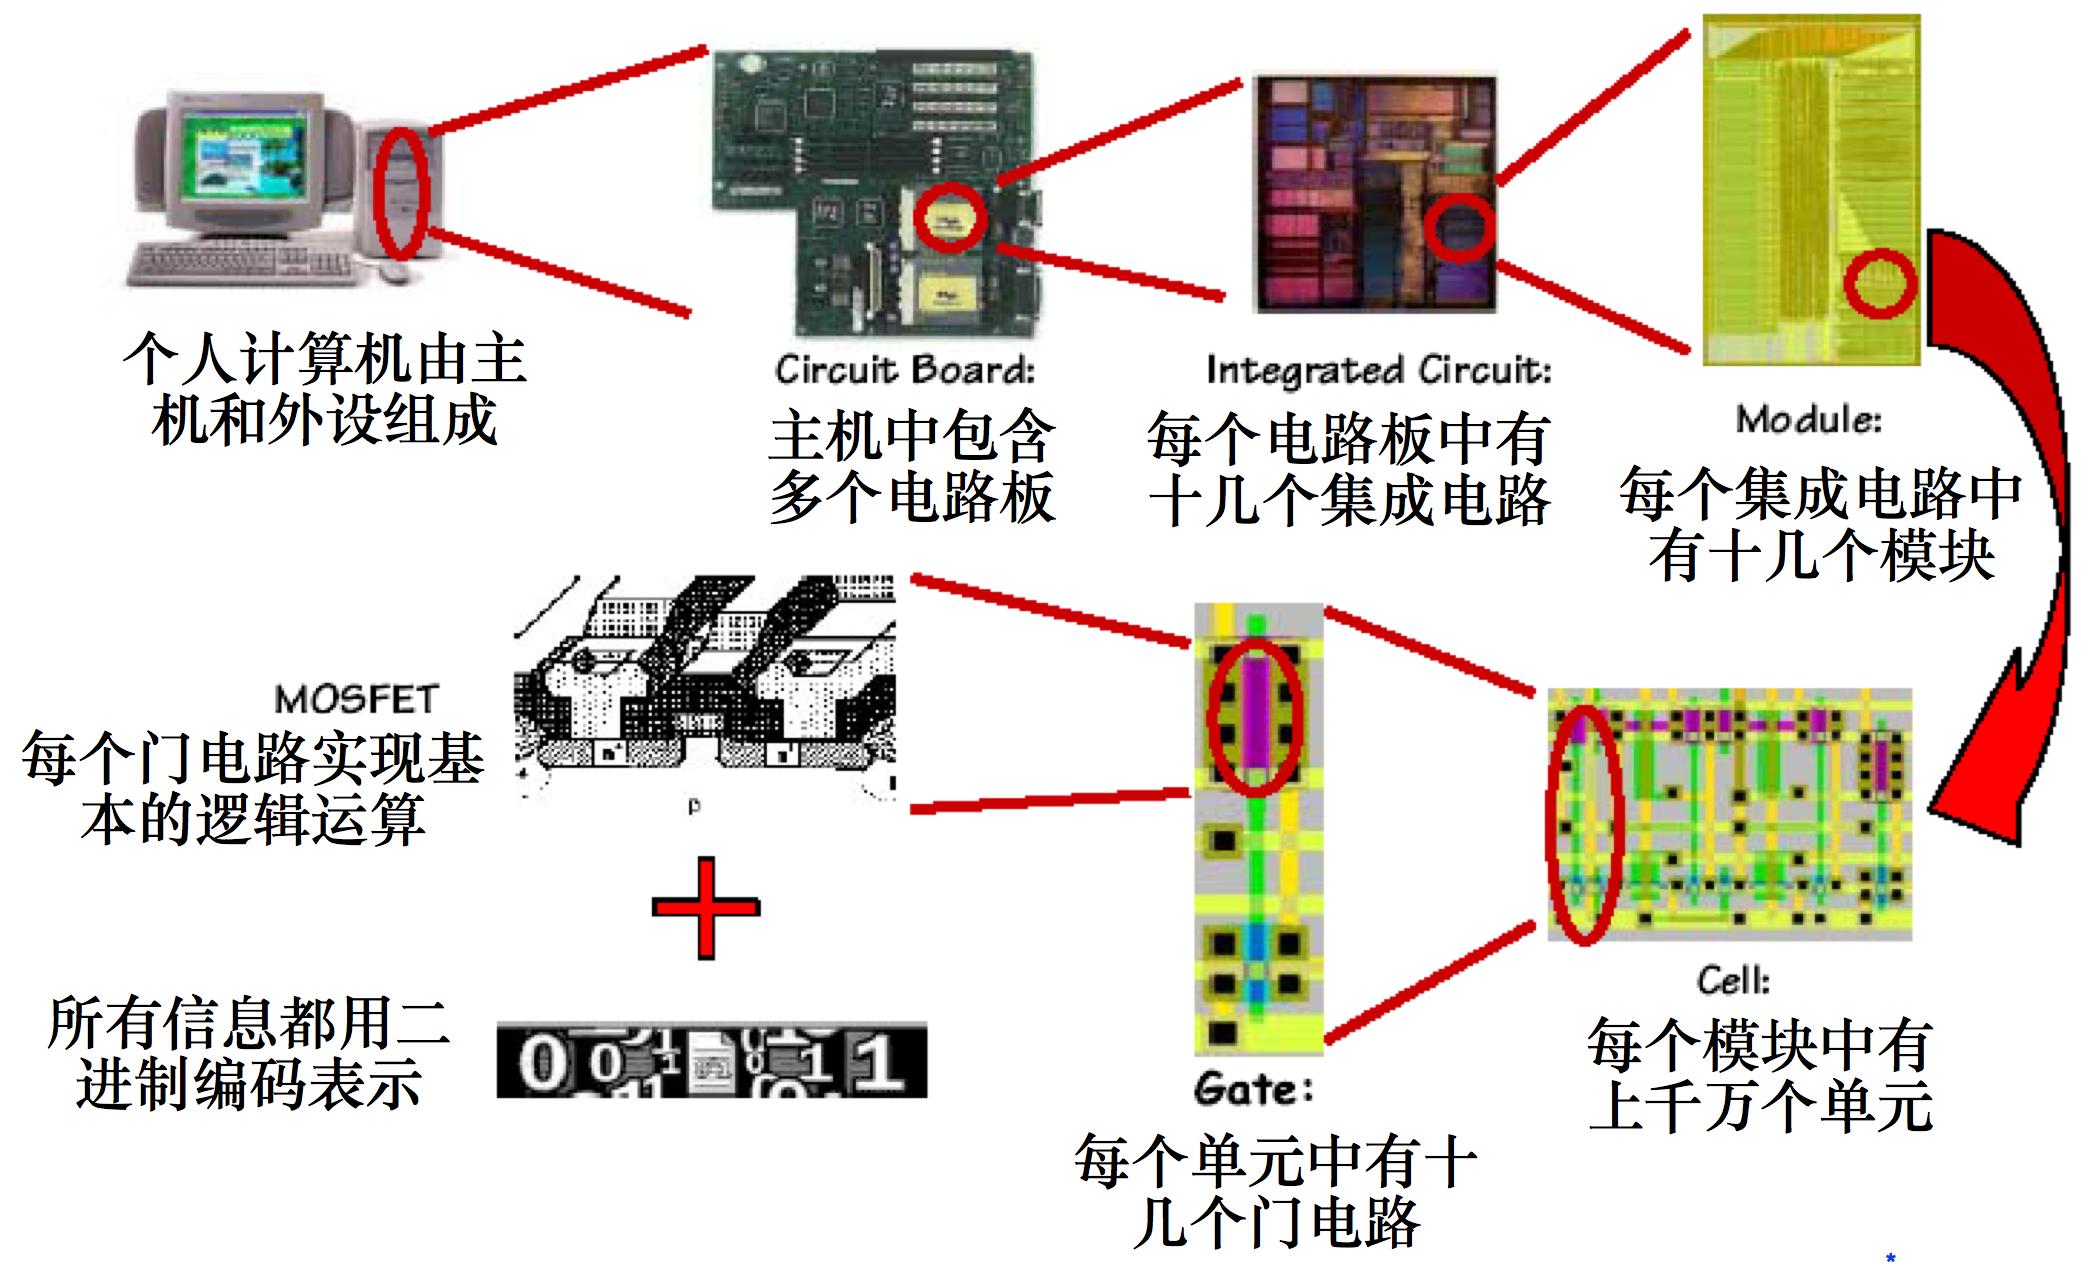 个人计算机由主
机和外设组成
Circuit Board:
主机中包含
多个电路板
Integrated Circuit:
每个电路板中有
十几个集成电路
Module:
每个集成电路中
有十几个模块
Cell:
每个模块中有
上千万个单元
Gate:
每个单元中有十
几个门电路
MOSFET
每个门电路实现基
本的逻辑运算
n+
n+
p
所有信息都用二
进制编码表示
*